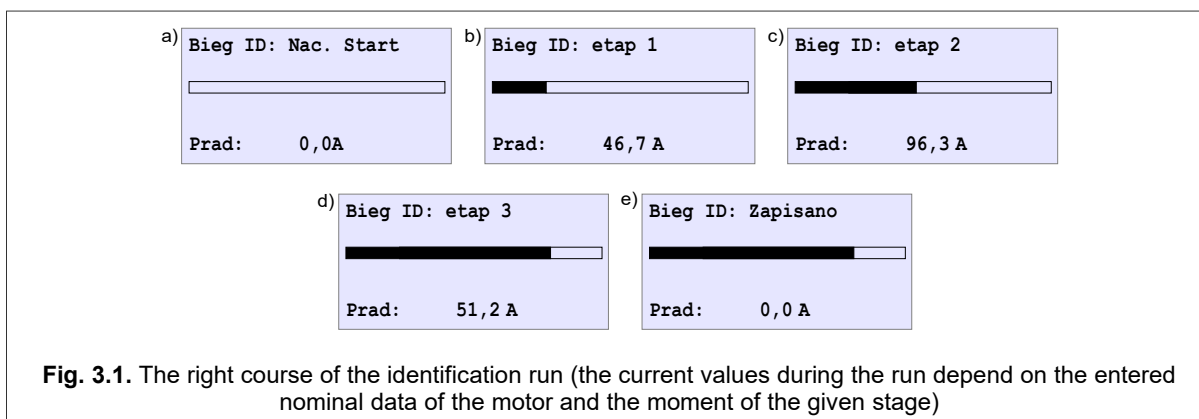 a)
Bieg ID: Nac. Start
Prad: 0,0A
b)
Bieg ID: etap 1
Prad: 46,7 A
c)
Bieg ID: etap 2
Prad: 96,3 A
d)
Bieg ID: etap 3
Prad: 51,2 A
e)
Bieg ID: Zapisano
Prad: 0,0 A
Fig. 3.1. The right course of the identification run (the current values during the run depend on the entered
nominal data of the motor and the moment of the given stage)